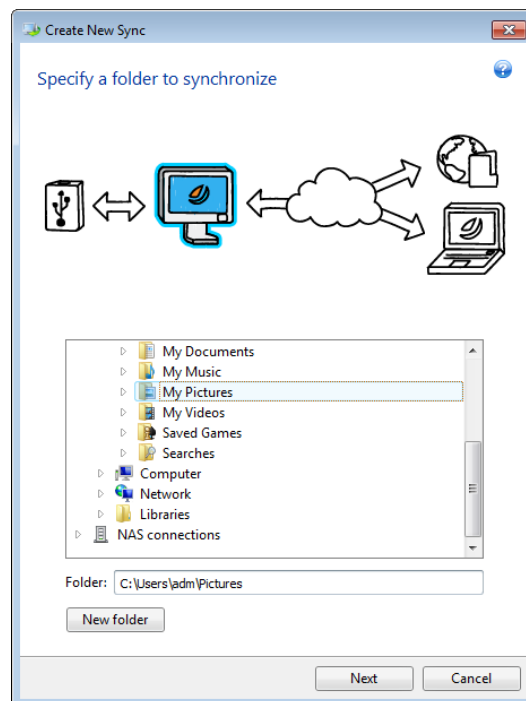 Create New Sync
Specify a folder to synchronize
My Documents
My Music
My Pictures
My Videos
Saved Games
Searches
Computer
Network
Libraries
NAS connections
Folder: C:\Users\adm\Pictures
New folder
Next Cancel